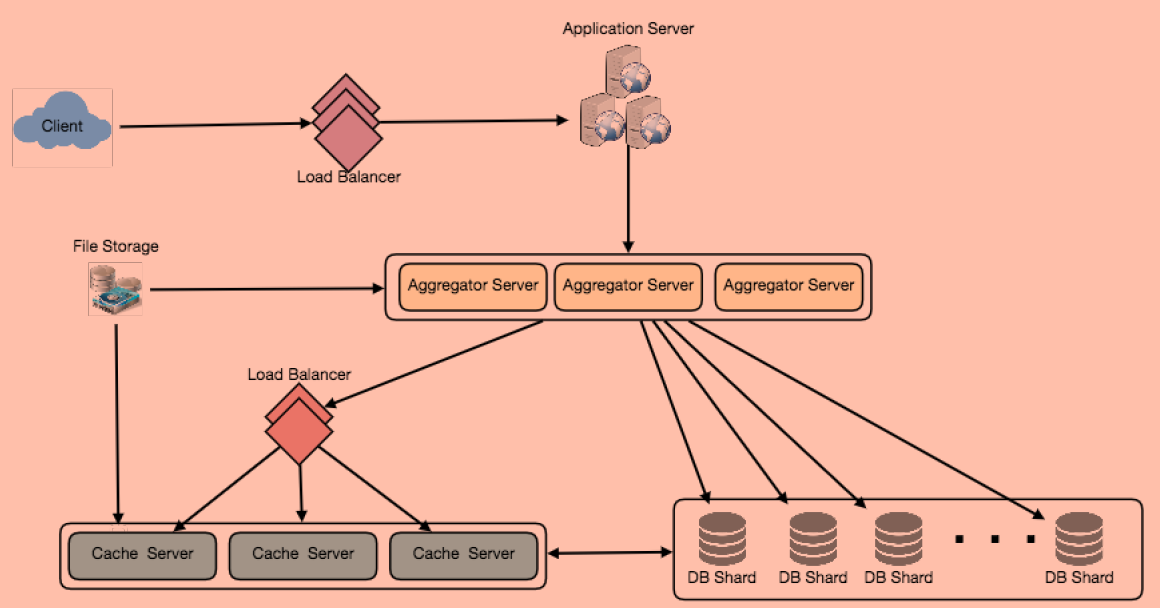 Application Server
Client
Load Balancer
File Storage
Aggregator Server
Aggregator Server
Aggregator Server
Load Balancer
Cache Server
Cache Server
Cache Server
DB Shard
DB Shard
DB Shard
DB Shard